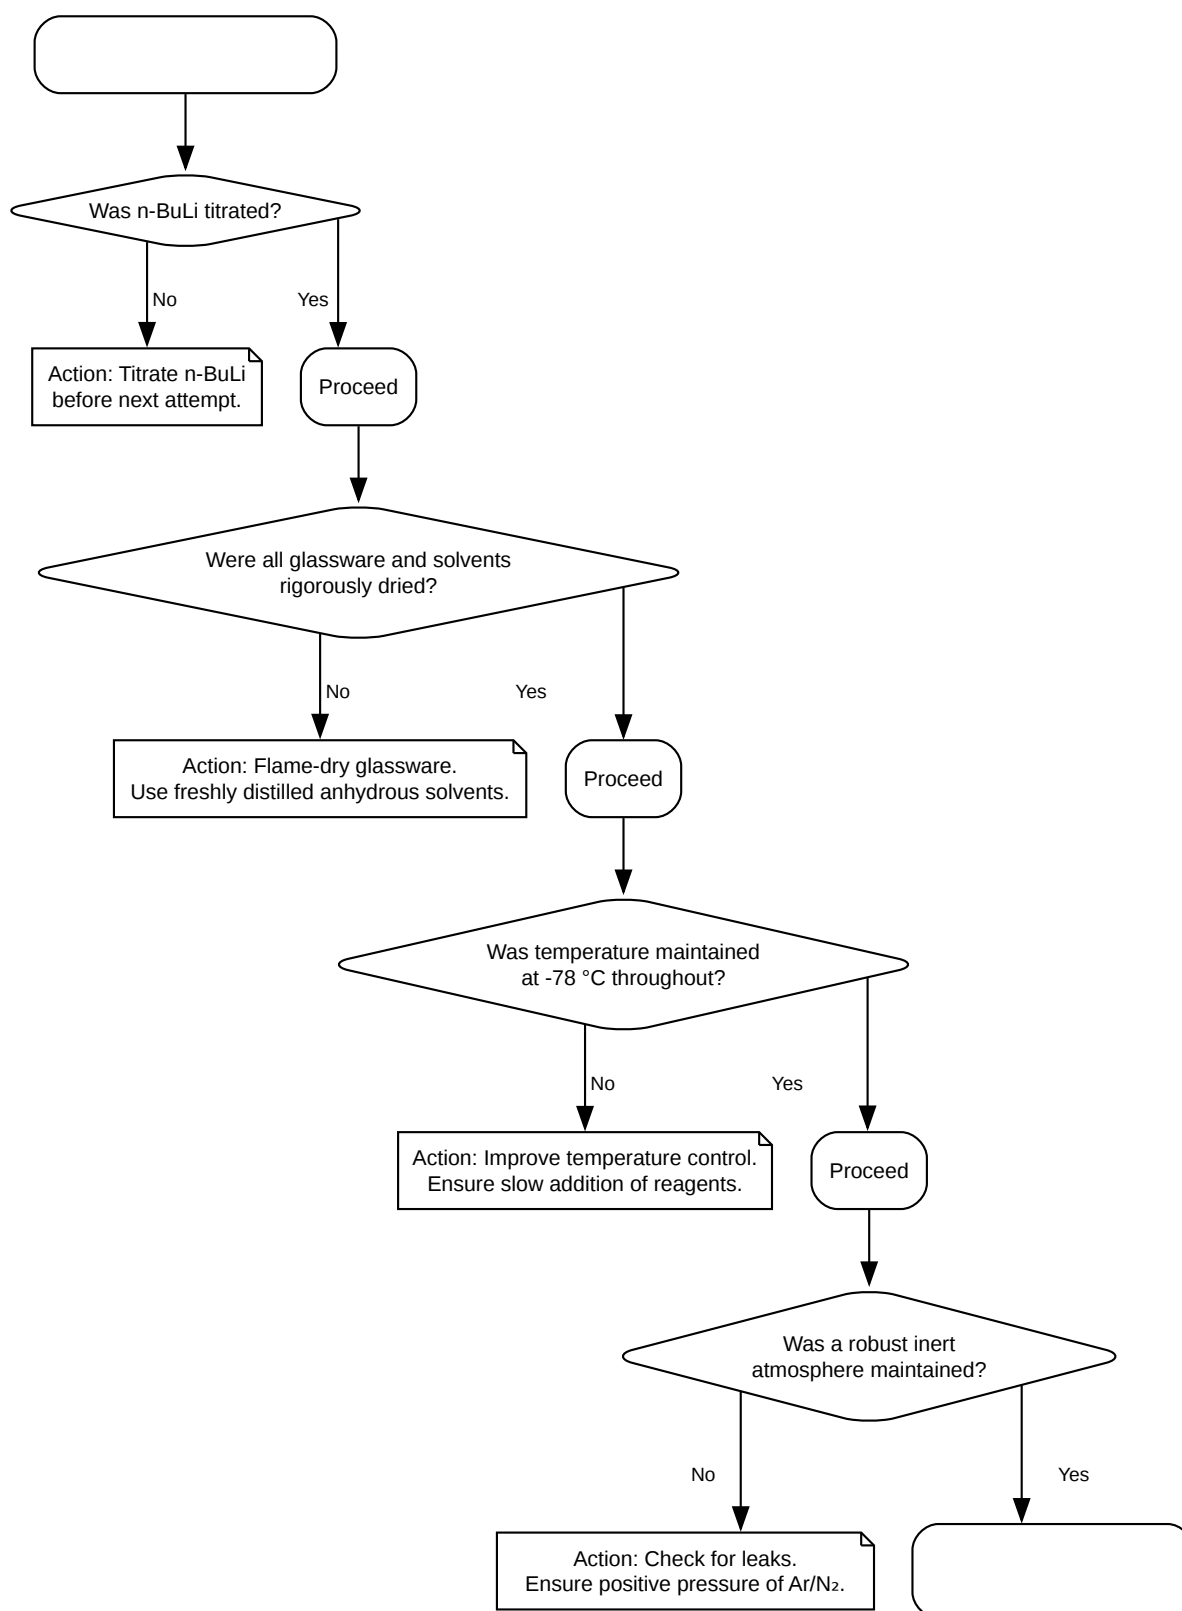 Was n-BuLi titrated?
No
Yes
Action: Titrate n-BuLi
before next attempt.
Proceed
Were all glassware and solvents
rigorously dried?
No
Yes
Action: Flame-dry glassware.
Use freshly distilled anhydrous solvents.
Proceed
Was temperature maintained
at -78 °C throughout?
No
Yes
Action: Improve temperature control.
Ensure slow addition of reagents.
Proceed
Was a robust inert
atmosphere maintained?
No
Yes
Action: Check for leaks.
Ensure positive pressure of Ar/N₂.